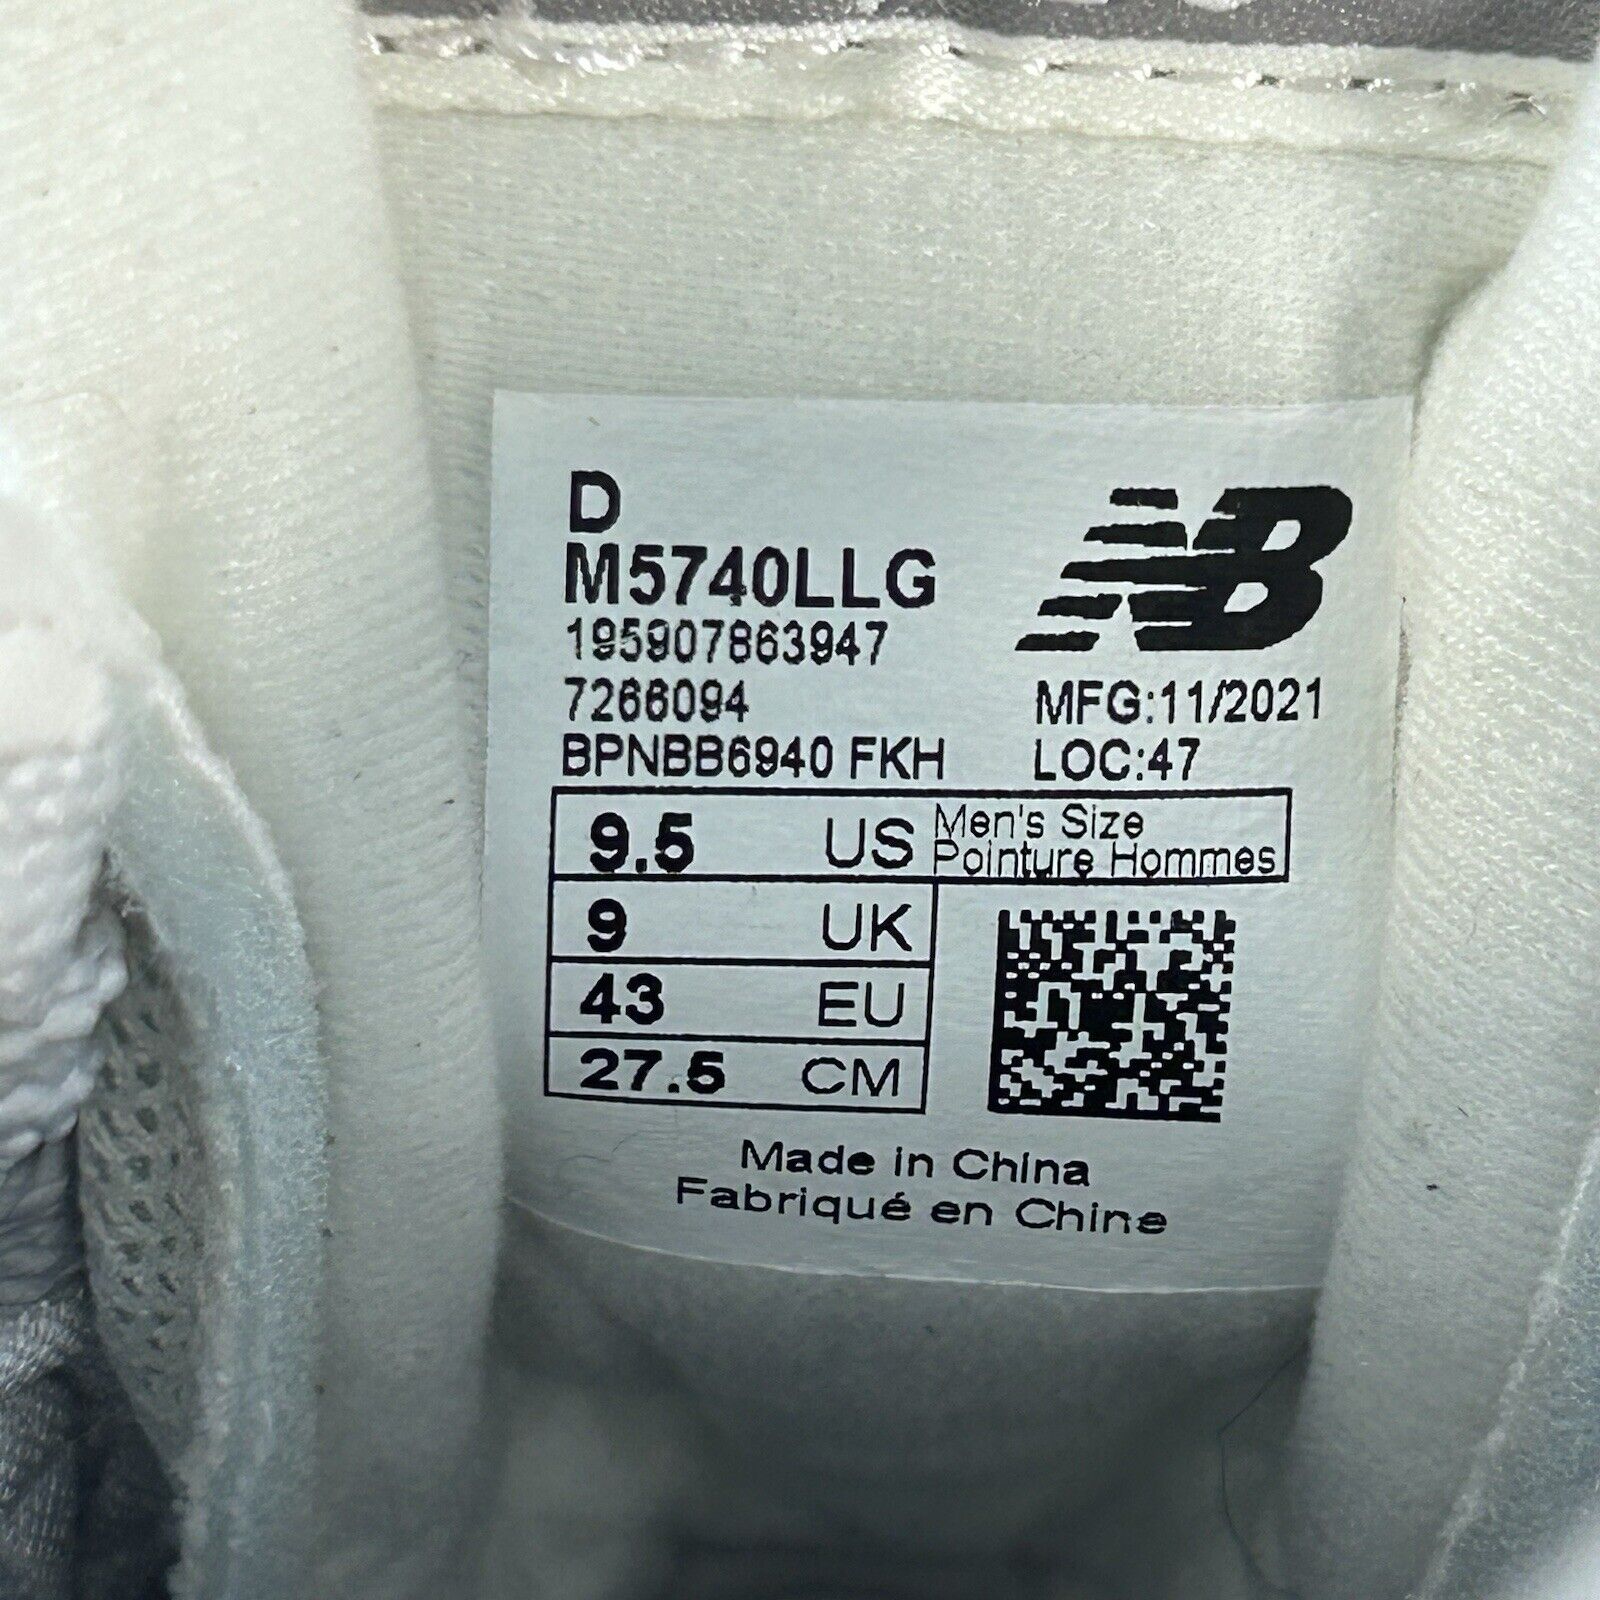 D
M5740LLG
NB
195907863947
7266094 MFG:11/2021
BPNBB6940 FKH LOC:47
9.5 US Men's Size
Pointure Hommes
9 UK
43 EU
27.5 CM
Made in China
Fabriqué en Chine